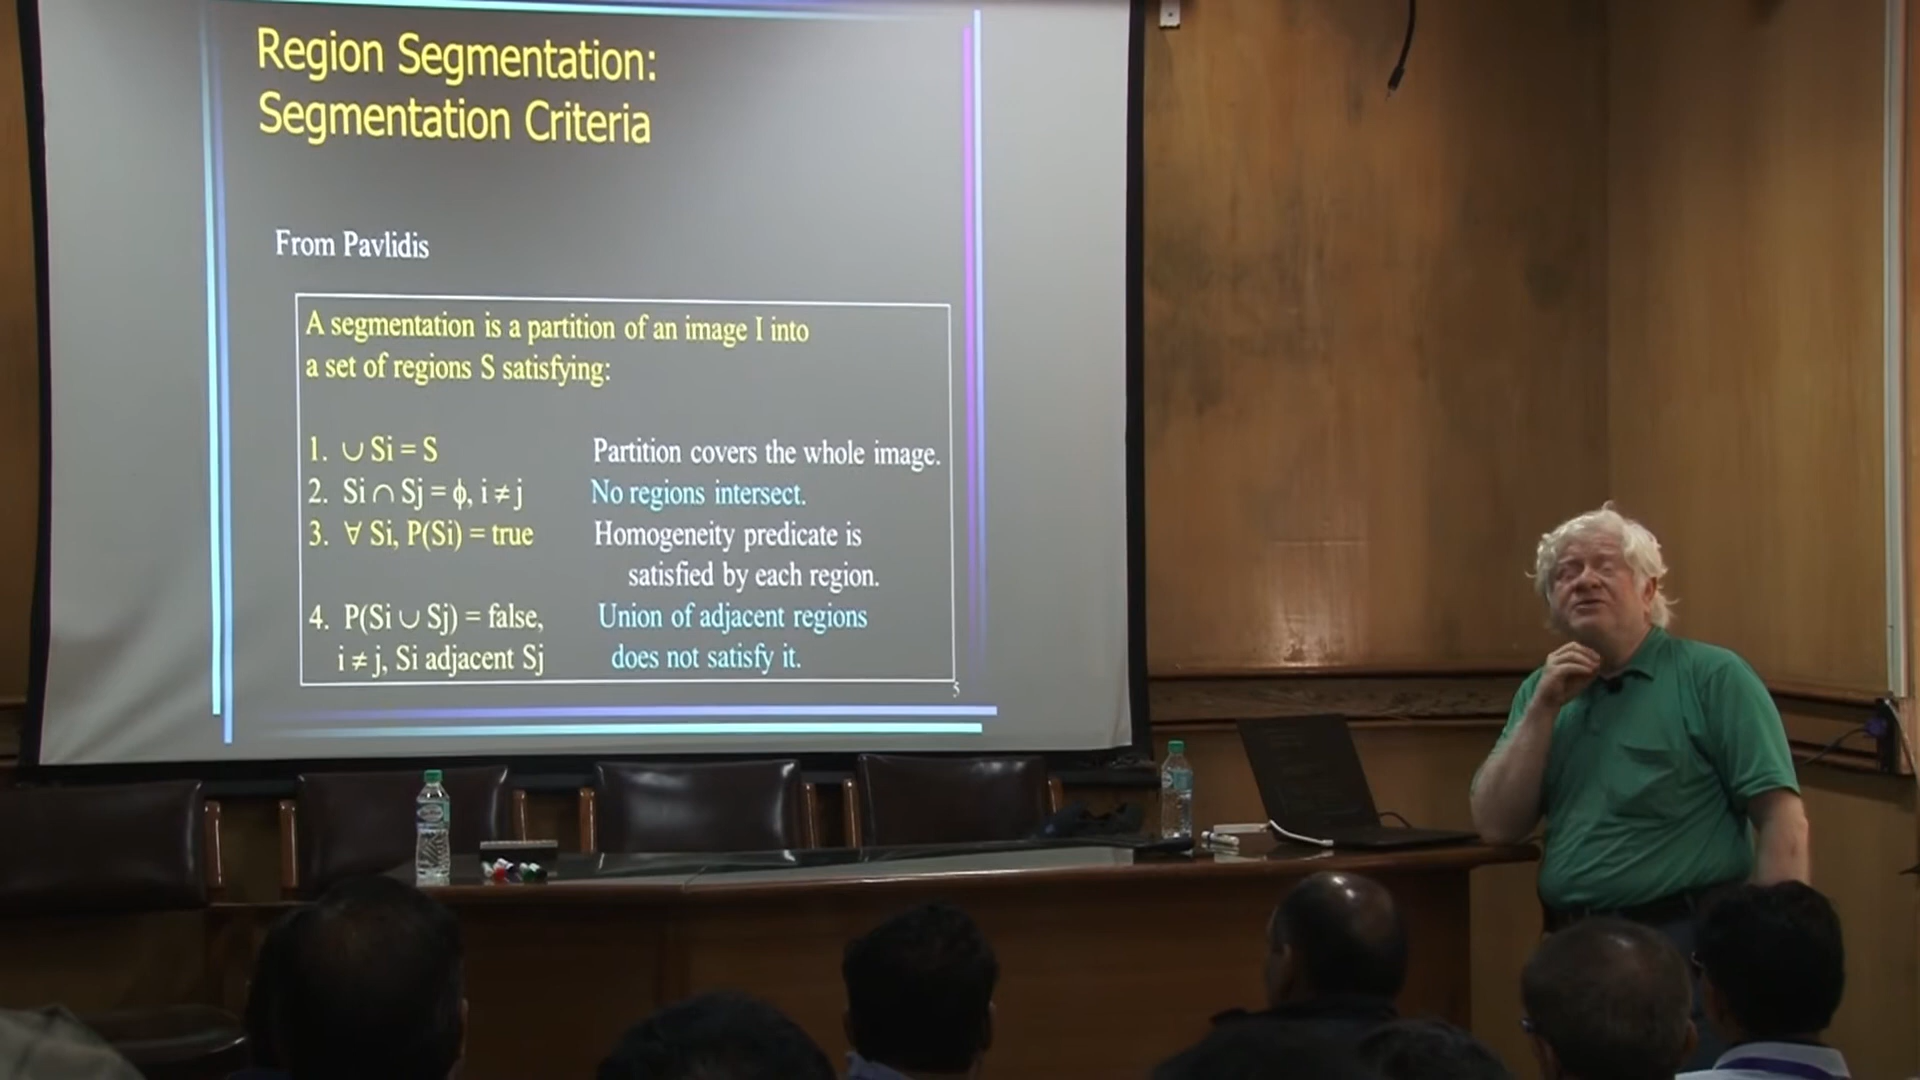 Region Segmentation:
Segmentation Criteria
From Pavlidis
A segmentation is a partition of an image I into
a set of regions S satisfying:
1. ∪ Si = S Partition covers the whole image.
2. Si ∩ Sj = ϕ, i ≠ j No regions intersect.
3. ∀ Si, P(Si) = true Homogeneity predicate is
satisfied by each region.
4. P(Si ∪ Sj) = false, Union of adjacent regions
i ≠ j, Si adjacent Sj does not satisfy it.
5